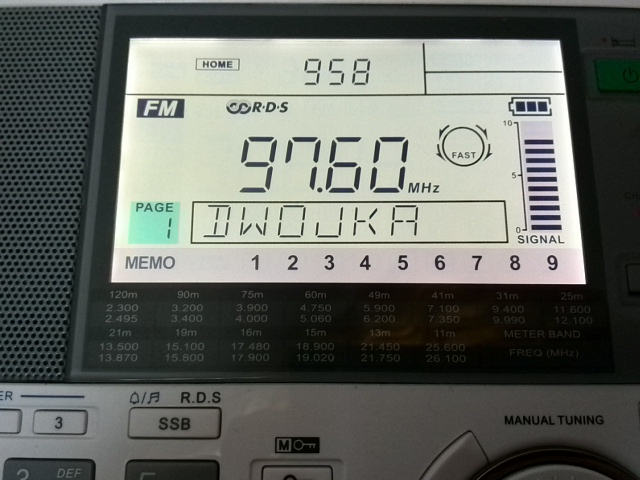 HOME 958
FM R·D·S
10
97.60 MHz
FAST
5
PAGE 1
DWOJKA
0
SIGNAL
MEMO 1 2 3 4 5 6 7 8 9
120m 90m 75m 60m 49m 41m 31m 25m
2.300 3.200 3.900 4.750 5.900 7.100 9.400 11.600
2.495 3.400 4.000 5.060 6.200 7.350 9.990 12.100
21m 19m 16m 15m 13m 11m METER BAND
13.500 15.100 17.480 18.900 21.450 25.600 FREQ (MHz)
13.870 15.800 17.900 19.020 21.750 26.100
ER R.D.S
3 SSB
MANUAL TUNING
M
3 DEF 5